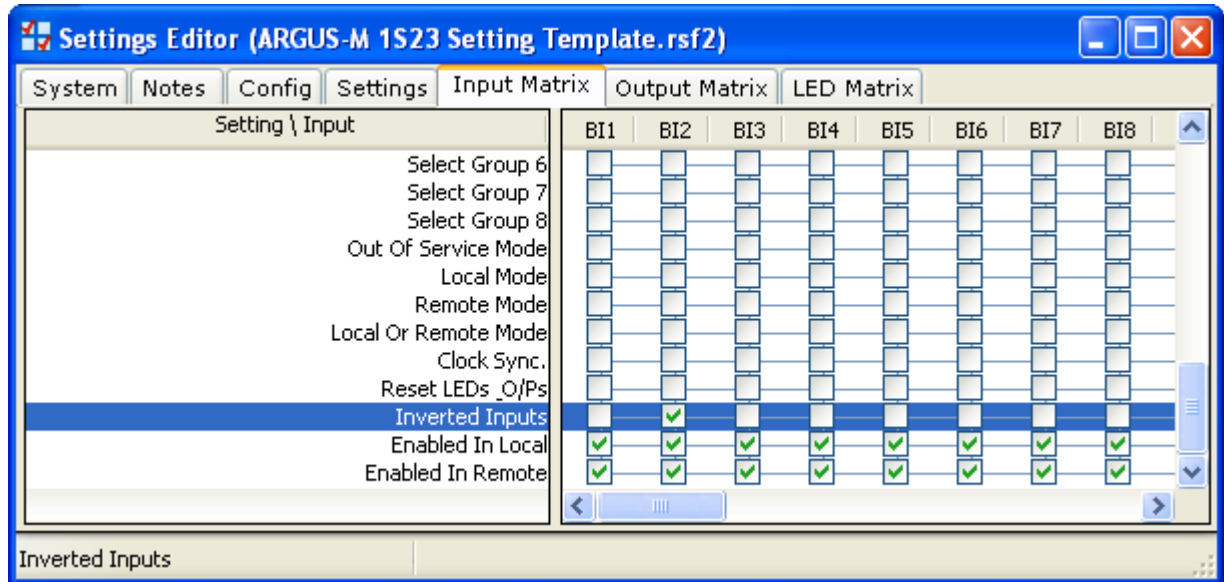 Settings Editor (ARGUS-M 1S23 Setting Template.rsf2)
System Notes Config Settings Input Matrix Output Matrix LED Matrix
Setting \ Input BI1 BI2 BI3 BI4 BI5 BI6 BI7 BI8
Select Group 6
Select Group 7
Select Group 8
Out Of Service Mode
Local Mode
Remote Mode
Local Or Remote Mode
Clock Sync.
Reset LEDs _O/Ps
Inverted Inputs
Enabled In Local
Enabled In Remote
Inverted Inputs